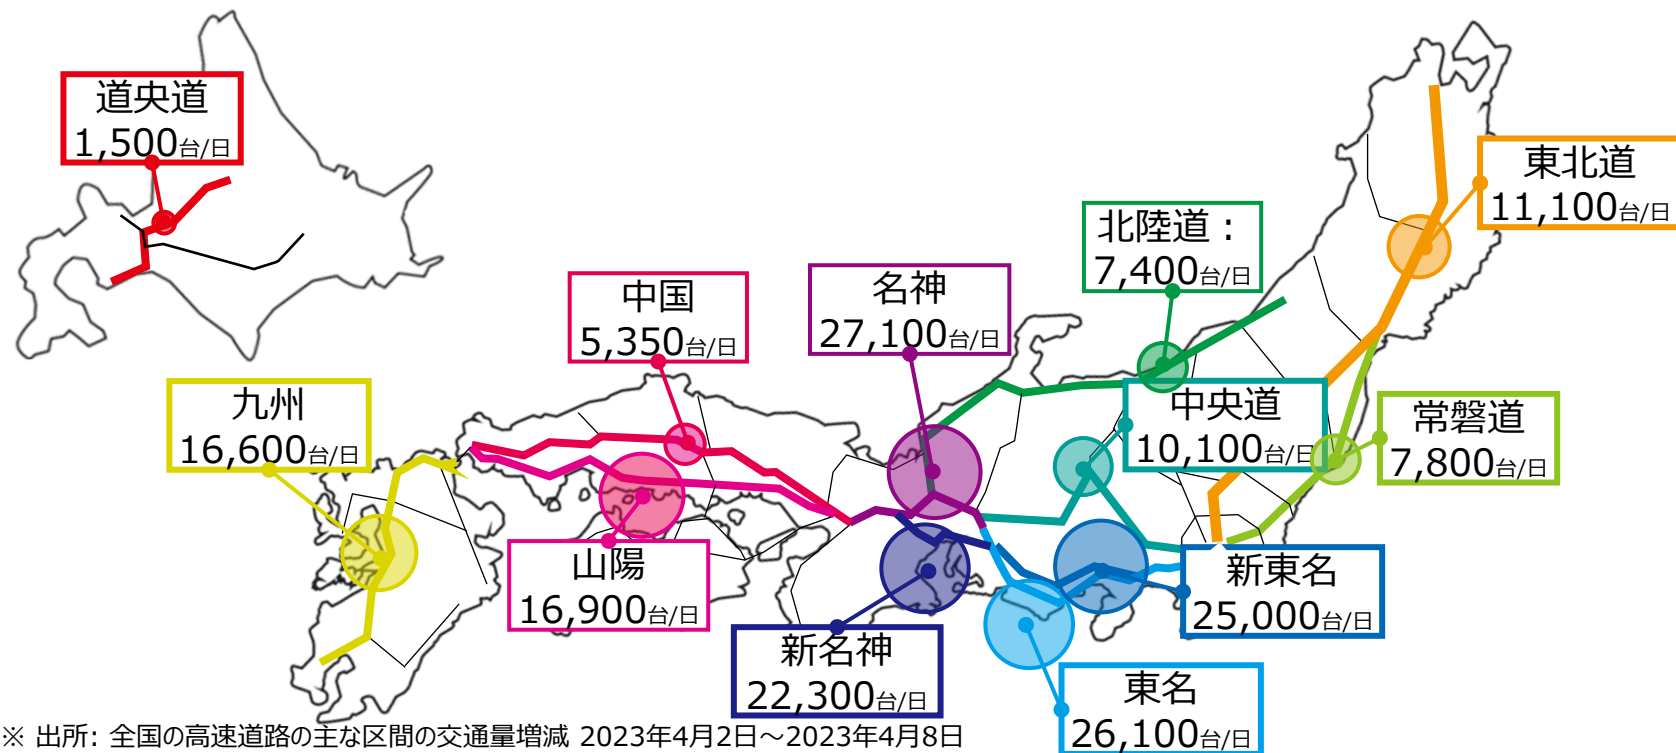 道央道
1,500台/日
東北道
11,100台/日
北陸道：
7,400台/日
名神
27,100台/日
中国
5,350台/日
九州
16,600台/日
中央道
10,100台/日
常磐道
7,800台/日
山陽
16,900台/日
新東名
25,000台/日
新名神
22,300台/日
東名
26,100台/日
※ 出所: 全国の高速道路の主な区間の交通量増減 2023年4月2日～2023年4月8日